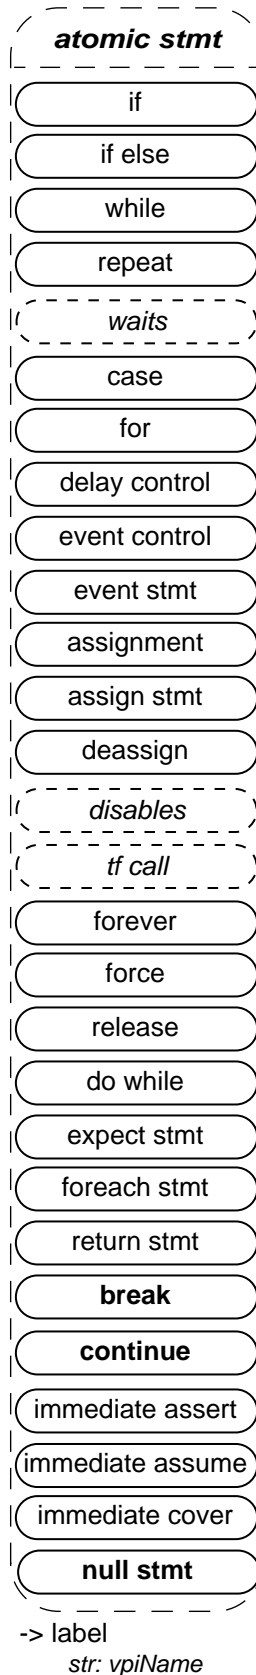 atomic stmt
if
if else
while
repeat
waits
case
for
delay control
event control
event stmt
assignment
assign stmt
deassign
disables
tf call
forever
force
release
do while
expect stmt
foreach stmt
return stmt
break
continue
immediate assert
immediate assume
immediate cover
null stmt
-> label
str: vpiName